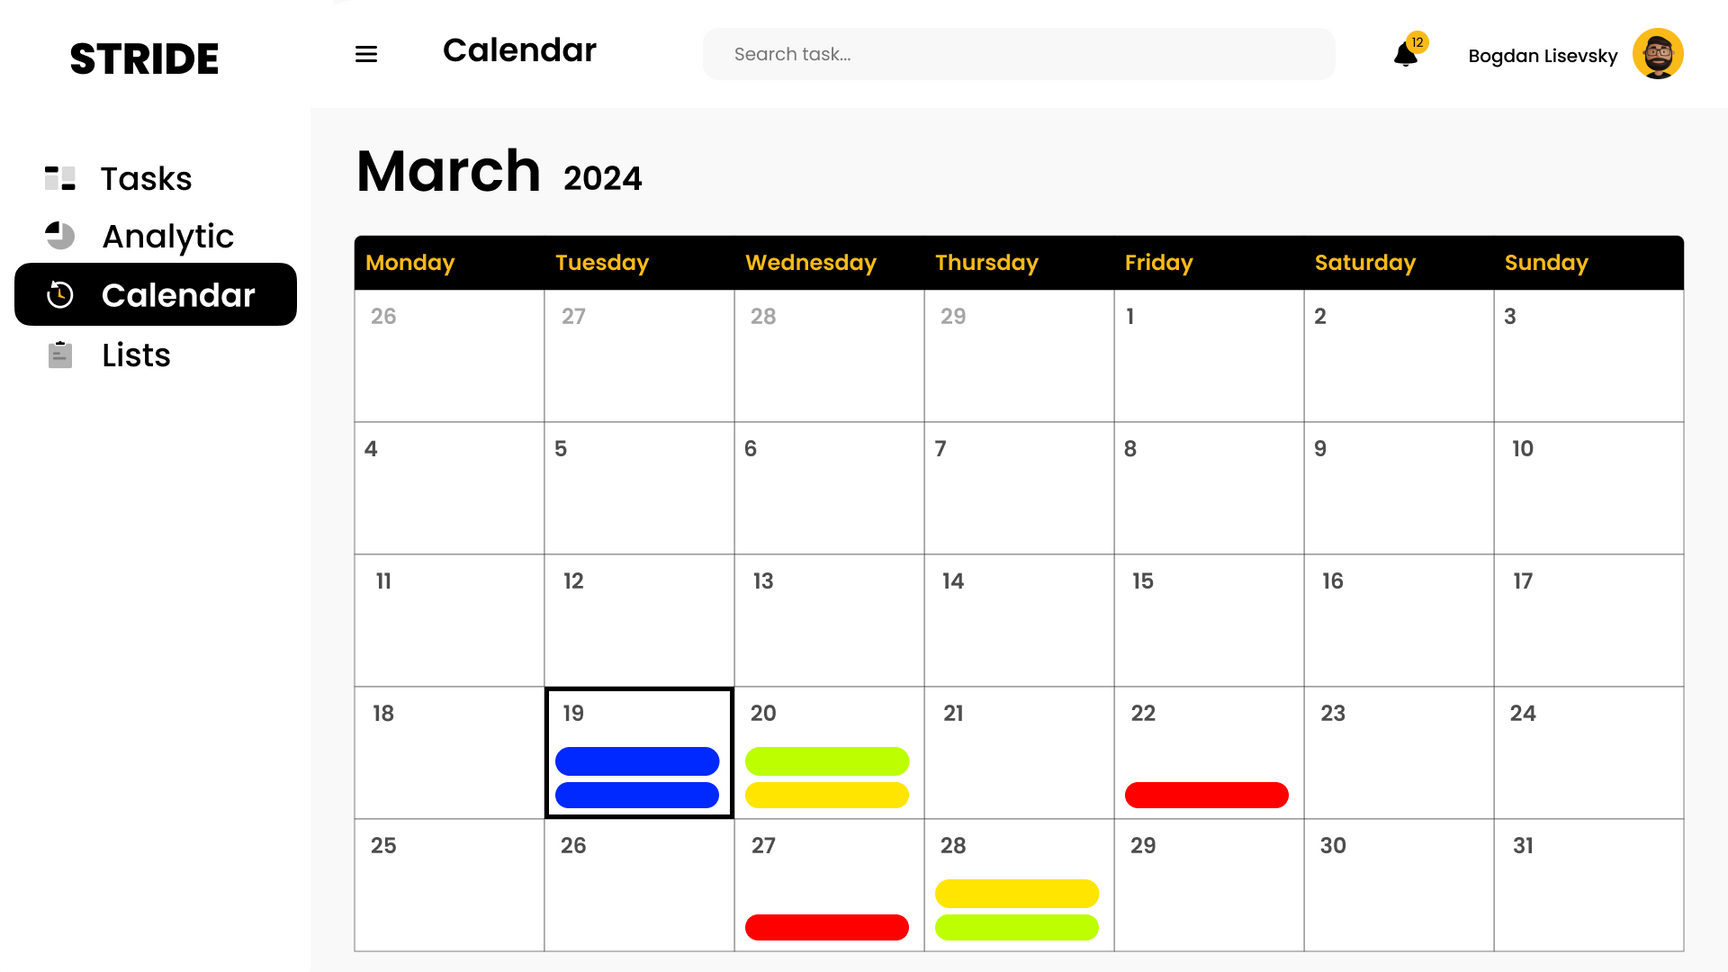 STRIDE
Calendar
Search task...
12
Bogdan Lisevsky
Tasks
Analytic
Calendar
Lists
March 2024
Monday Tuesday Wednesday Thursday Friday Saturday Sunday
26 27 28 29 1 2 3
4 5 6 7 8 9 10
11 12 13 14 15 16 17
18 19 20 21 22 23 24
25 26 27 28 29 30 31